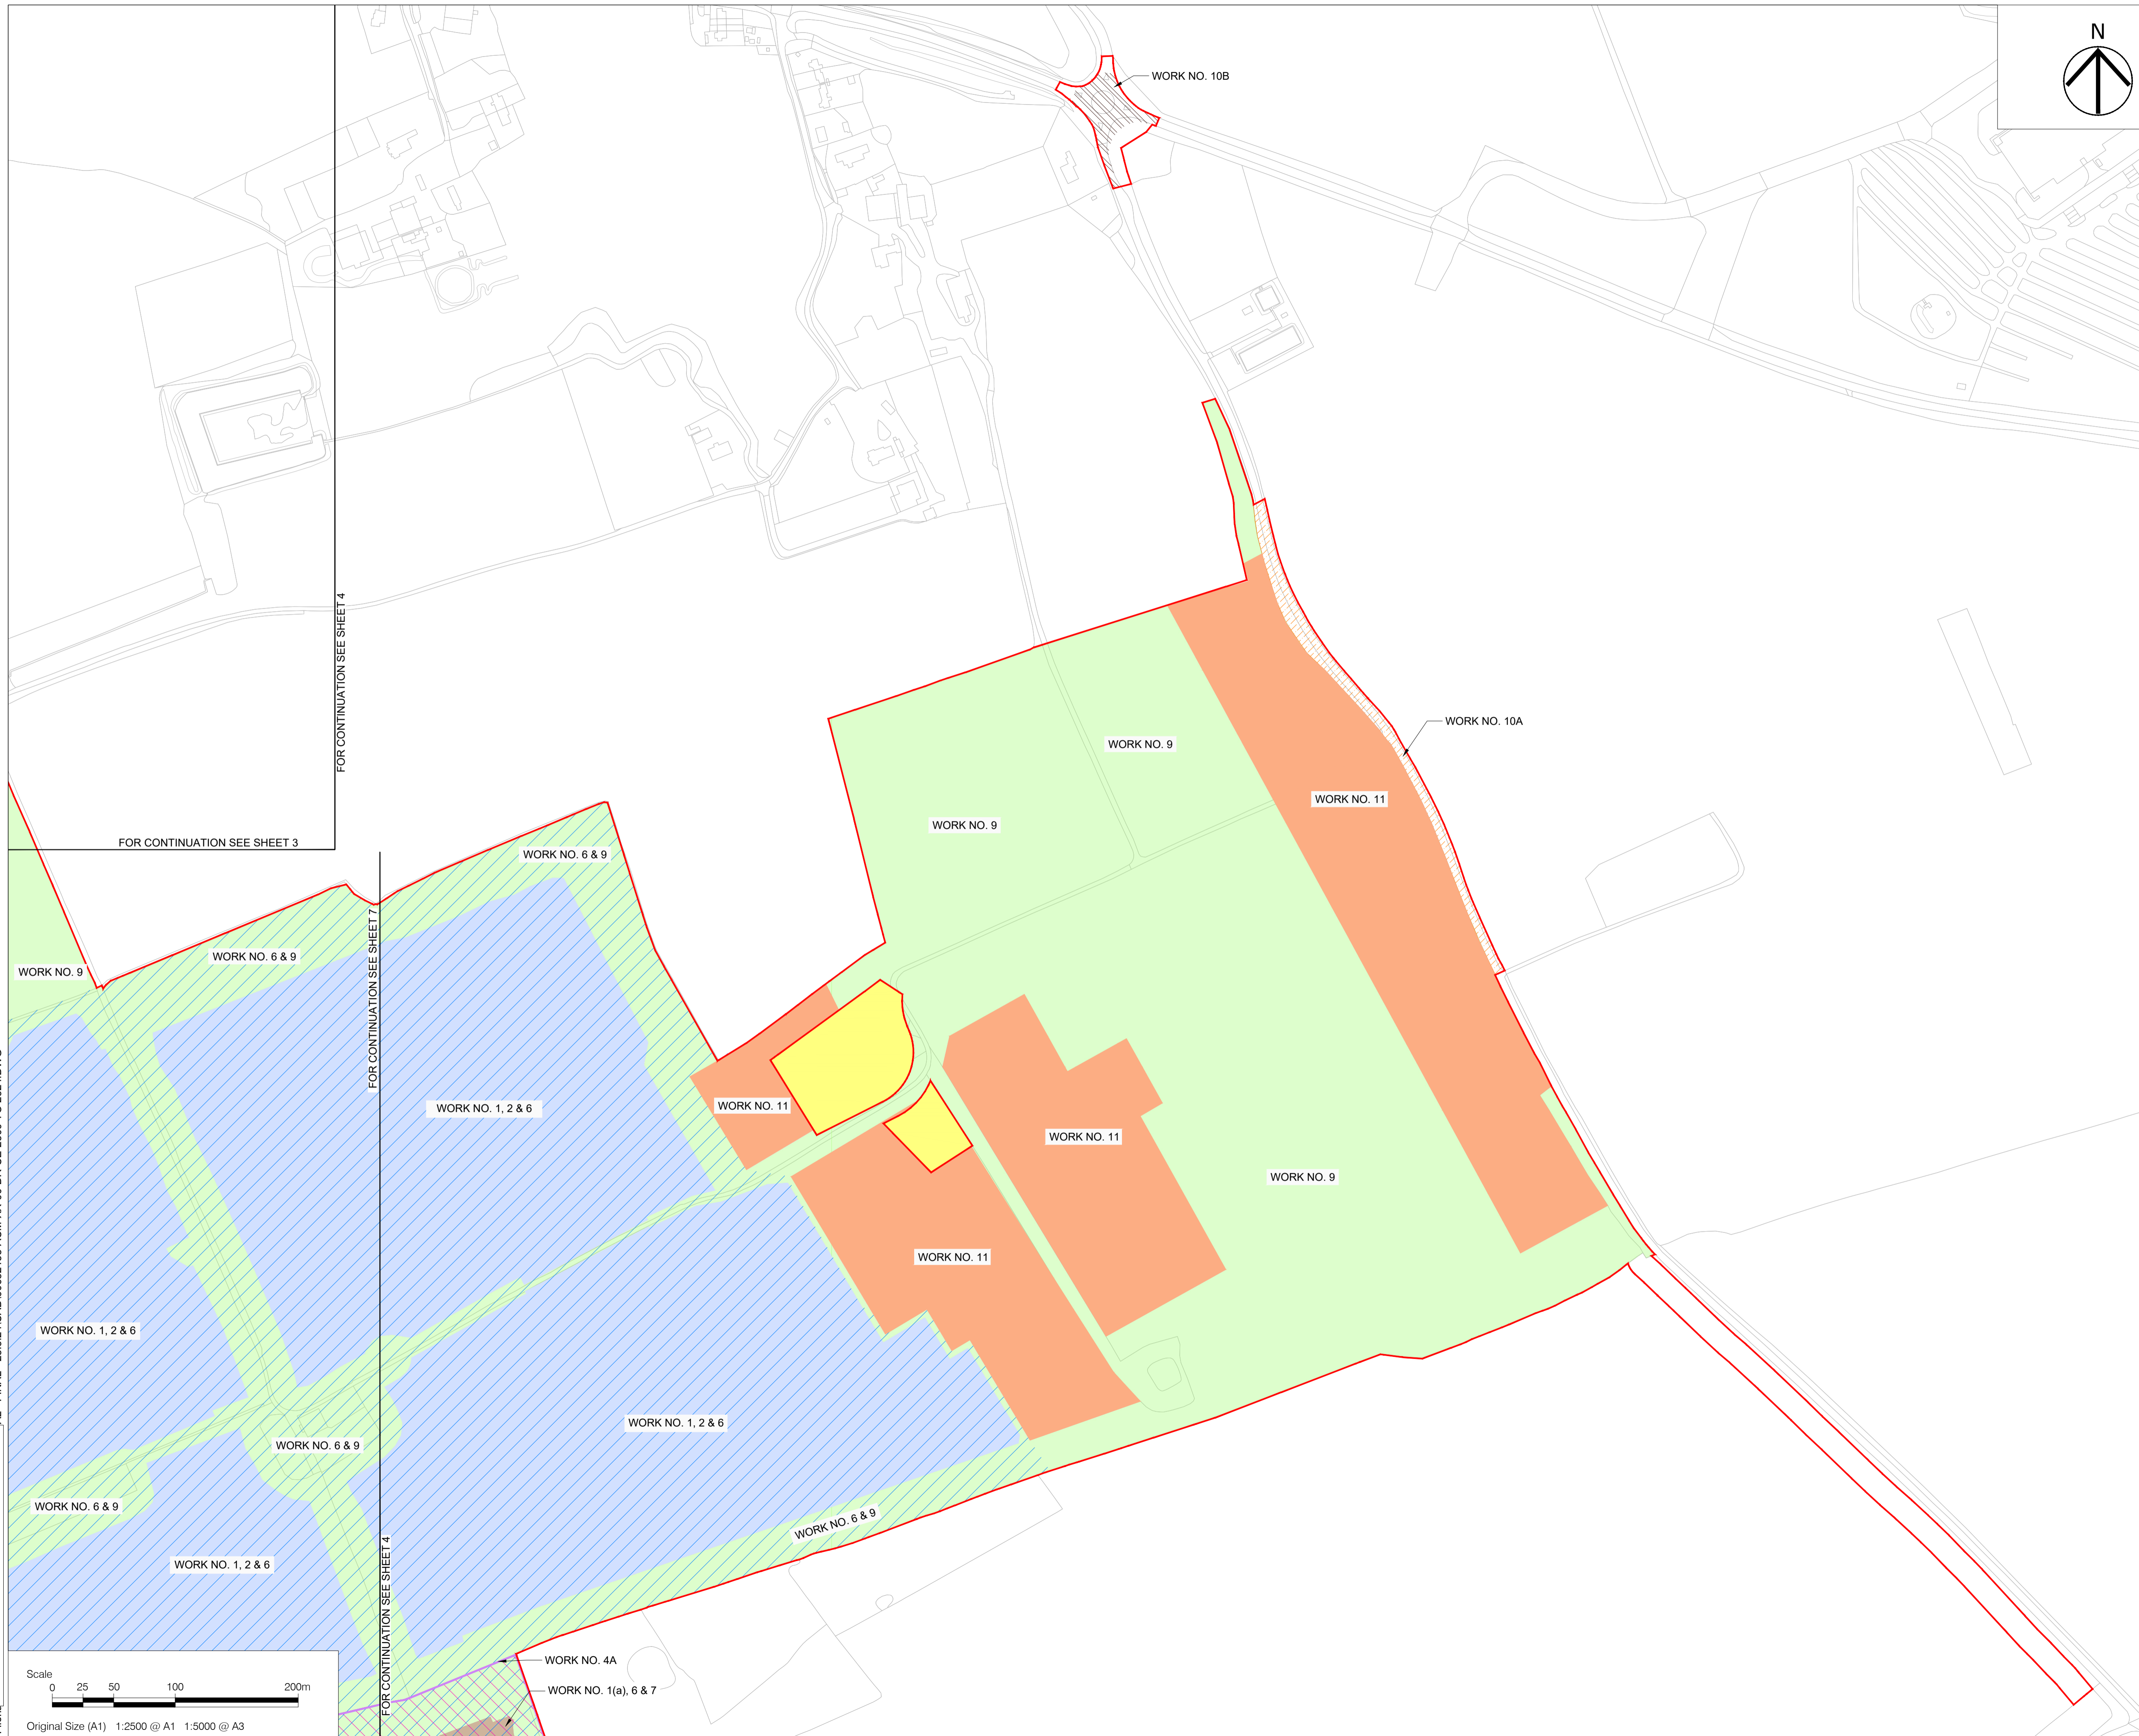 N
WORK NO. 10B
FOR CONTINUATION SEE SHEET 4
WORK NO. 10A
WORK NO. 9
WORK NO. 11
WORK NO. 9
FOR CONTINUATION SEE SHEET 3
WORK NO. 6 & 9
FOR CONTINUATION SEE SHEET 7
WORK NO. 6 & 9
WORK NO. 9
WORK NO. 1, 2 & 6
WORK NO. 11
WORK NO. 11
WORK NO. 9
WORK NO. 11
WORK NO. 1, 2 & 6
WORK NO. 1, 2 & 6
WORK NO. 6 & 9
WORK NO. 6 & 9
WORK NO. 6 & 9
WORK NO. 1, 2 & 6
FOR CONTINUATION SEE SHEET 4
WORK NO. 4A
WORK NO. 1(a), 6 & 7
Scale
0 25 50 100 200m
Original Size (A1) 1:2500 @ A1 1:5000 @ A3